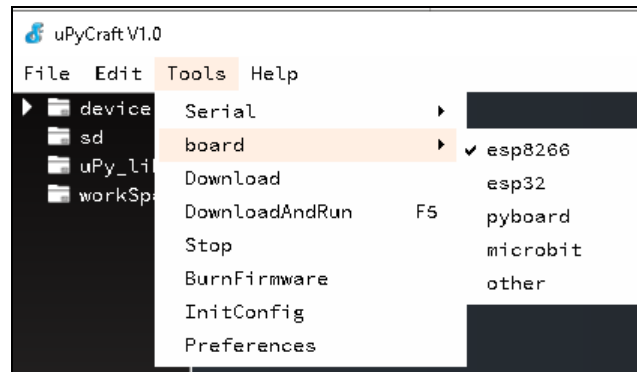 uPyCraft V1.0
File Edit Tools Help
device
sd
uPy_li
workSp
Serial
board
Download
DownloadAndRun F5
Stop
BurnFirmware
InitConfig
Preferences
esp8266
esp32
pyboard
microbit
other